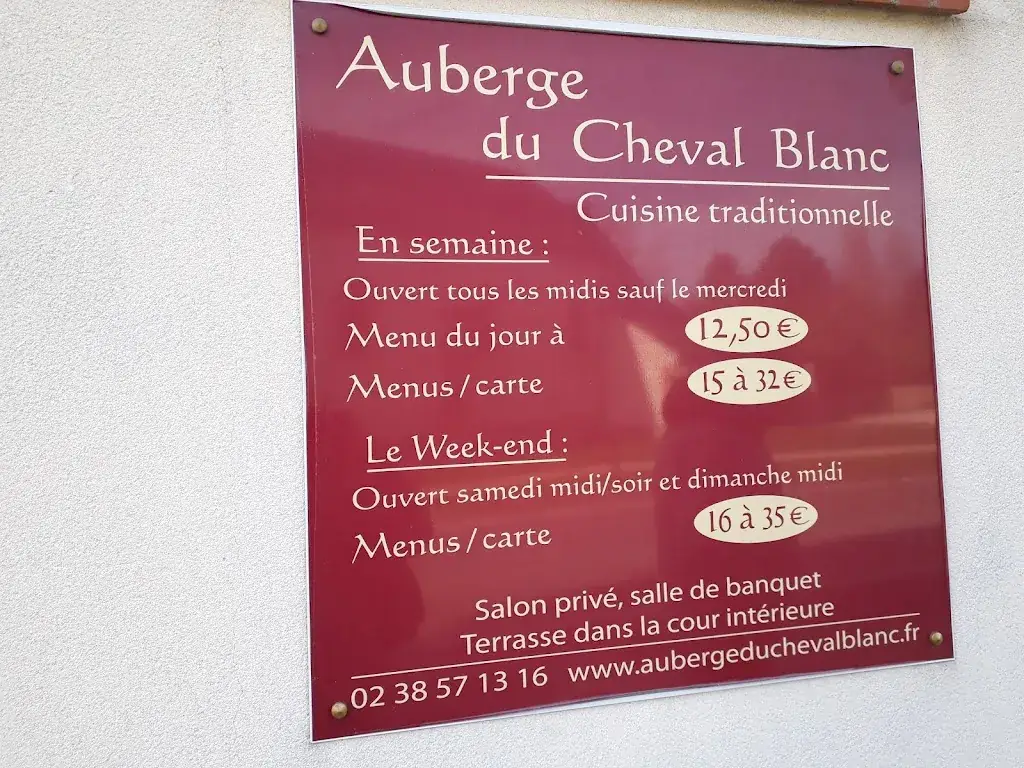 Auberge
du Cheval Blanc
Cuisine traditionnelle
En semaine :
Ouvert tous les midis sauf le mercredi
Menu du jour à 12,50 €
Menus / carte 15 à 32 €
Le Week-end :
Ouvert samedi midi/soir et dimanche midi
Menus / carte 16 à 35 €
Salon privé, salle de banquet
Terrasse dans la cour intérieure
02 38 57 13 16 www.aubergeduchevalblanc.fr